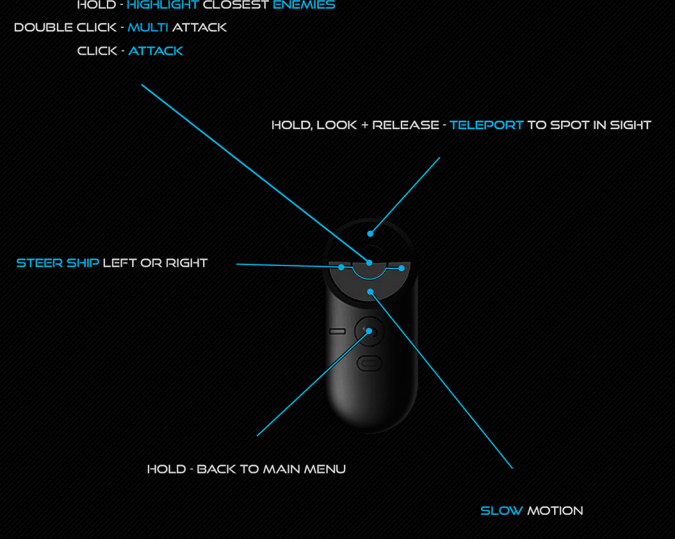 HOLD - HIGHLIGHT CLOSEST ENEMIES
DOUBLE CLICK - MULTI ATTACK
CLICK - ATTACK
HOLD, LOOK + RELEASE - TELEPORT TO SPOT IN SIGHT
STEER SHIP LEFT OR RIGHT
HOLD - BACK TO MAIN MENU
SLOW MOTION